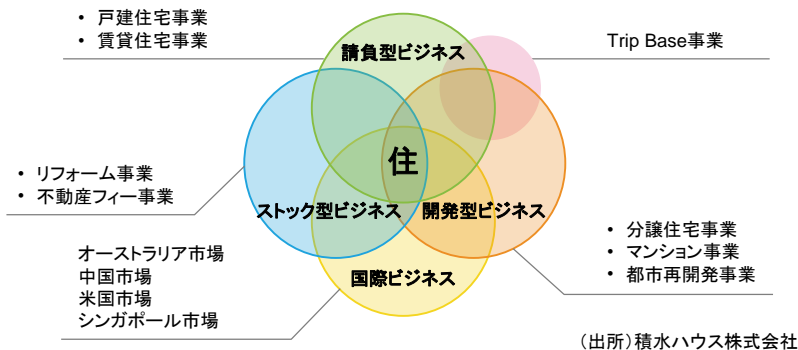 • 戸建住宅事業
• 賃貸住宅事業
請負型ビジネス
Trip Base事業
住
• リフォーム事業
• 不動産フィー事業
ストック型ビジネス
開発型ビジネス
• 分譲住宅事業
• マンション事業
• 都市再開発事業
オーストラリア市場
中国市場
米国市場
シンガポール市場
国際ビジネス
（出所）積水ハウス株式会社